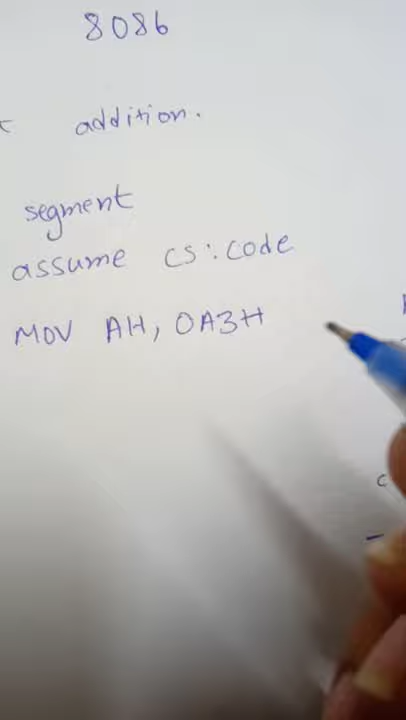 8086
addition.
segment
assume cs:code
MOV AH, 0A3H